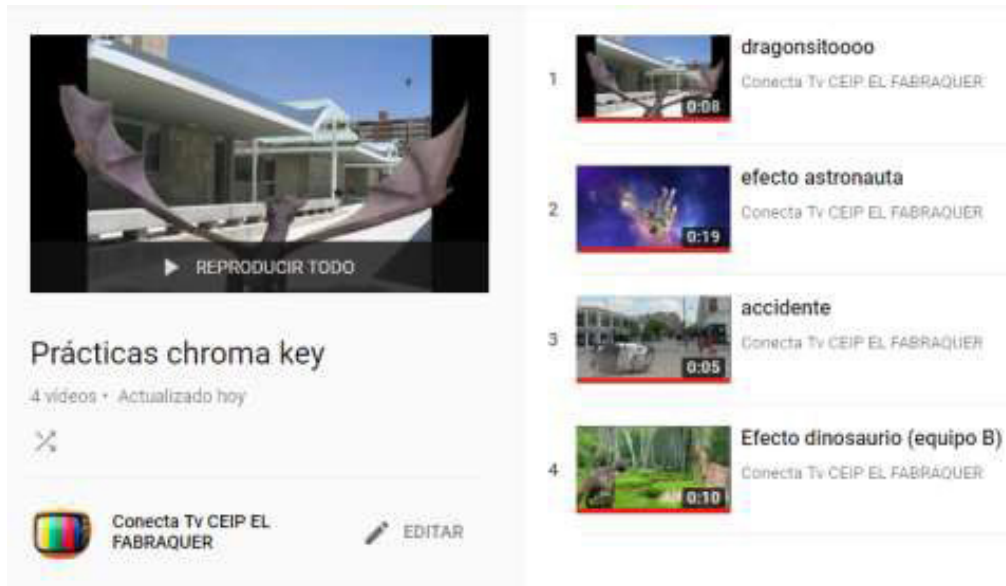 REPRODUCIR TODO
Prácticas chroma key
4 vídeos • Actualizado hoy
Conecta Tv CEIP EL
FABRAQUER
EDITAR
1
dragonsitoooo
Conecta Tv CEIP EL FABRAQUER
0:08
2
efecto astronauta
Conecta Tv CEIP EL FABRAQUER
0:19
3
accidente
Conecta Tv CEIP EL FABRAQUER
0:05
4
Efecto dinosaurio (equipo B)
Conecta Tv CEIP EL FABRAQUER
0:10